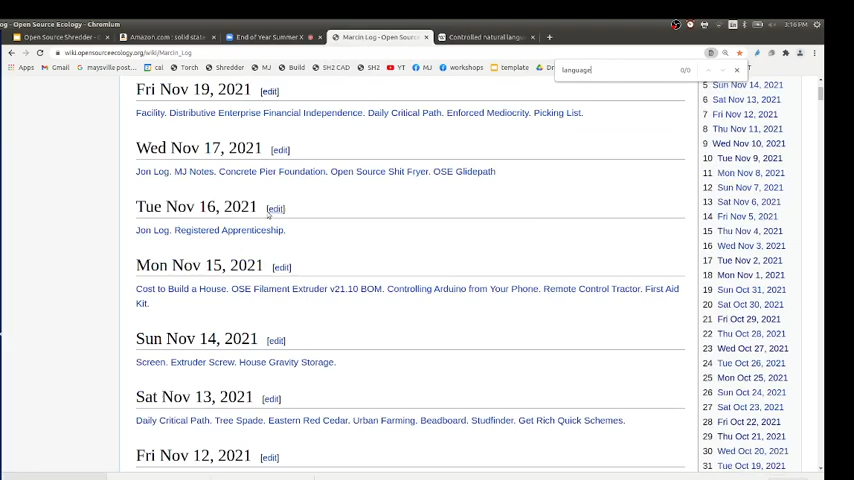 og - Open Source Ecology - Chromium
3:16 PM
Open Source Shredder -
Amazon.com : solid state
End of Year Summer X
Marcin Log - Open Source
Controlled natural langu
wiki.opensourceecology.org/wiki/Marcin_Log
Apps Gmail maysville post... cal Torch Shredder MJ Build SH2 CAD SH2 YT MJ workshops template
language 0/0
Fri Nov 19, 2021 [edit]
Facility. Distributive Enterprise Financial Independence. Daily Critical Path. Enforced Mediocrity. Picking List.
Wed Nov 17, 2021 [edit]
Jon Log. MJ Notes. Concrete Pier Foundation. Open Source Shit Fryer. OSE Glidepath
Tue Nov 16, 2021 [edit]
Jon Log. Registered Apprenticeship.
Mon Nov 15, 2021 [edit]
Cost to Build a House. OSE Filament Extruder v21.10 BOM. Controlling Arduino from Your Phone. Remote Control Tractor. First Aid
Kit.
Sun Nov 14, 2021 [edit]
Screen. Extruder Screw. House Gravity Storage.
Sat Nov 13, 2021 [edit]
Daily Critical Path. Tree Spade. Eastern Red Cedar. Urban Farming. Beadboard. Studfinder. Get Rich Quick Schemes.
Fri Nov 12, 2021 [edit]
5 Sun Nov 14, 2021
6 Sat Nov 13, 2021
7 Fri Nov 12, 2021
8 Thu Nov 11, 2021
9 Wed Nov 10, 2021
10 Tue Nov 9, 2021
11 Mon Nov 8, 2021
12 Sun Nov 7, 2021
13 Sat Nov 6, 2021
14 Fri Nov 5, 2021
15 Thu Nov 4, 2021
16 Wed Nov 3, 2021
17 Tue Nov 2, 2021
18 Mon Nov 1, 2021
19 Sun Oct 31, 2021
20 Sat Oct 30, 2021
21 Fri Oct 29, 2021
22 Thu Oct 28, 2021
23 Wed Oct 27, 2021
24 Tue Oct 26, 2021
25 Mon Oct 25, 2021
26 Sun Oct 24, 2021
27 Sat Oct 23, 2021
28 Fri Oct 22, 2021
29 Thu Oct 21, 2021
30 Wed Oct 20, 2021
31 Tue Oct 19, 2021